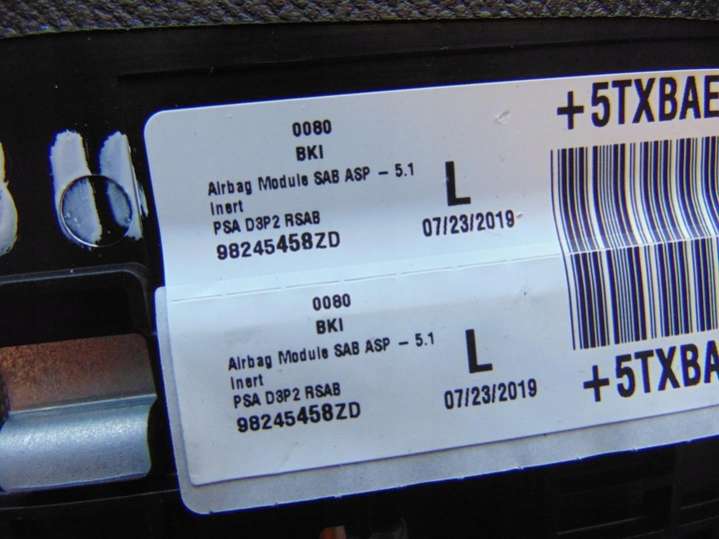 +5TXBAE
0080
BKI
Airbag Module SAB ASP - 5.1
Inert
L
PSA D3P2 RSAB
07/23/2019
98245458ZD
0080
BKI
Airbag Module SAB ASP - 5.1
Inert
L
PSA D3P2 RSAB
07/23/2019
98245458ZD
+5TXBA